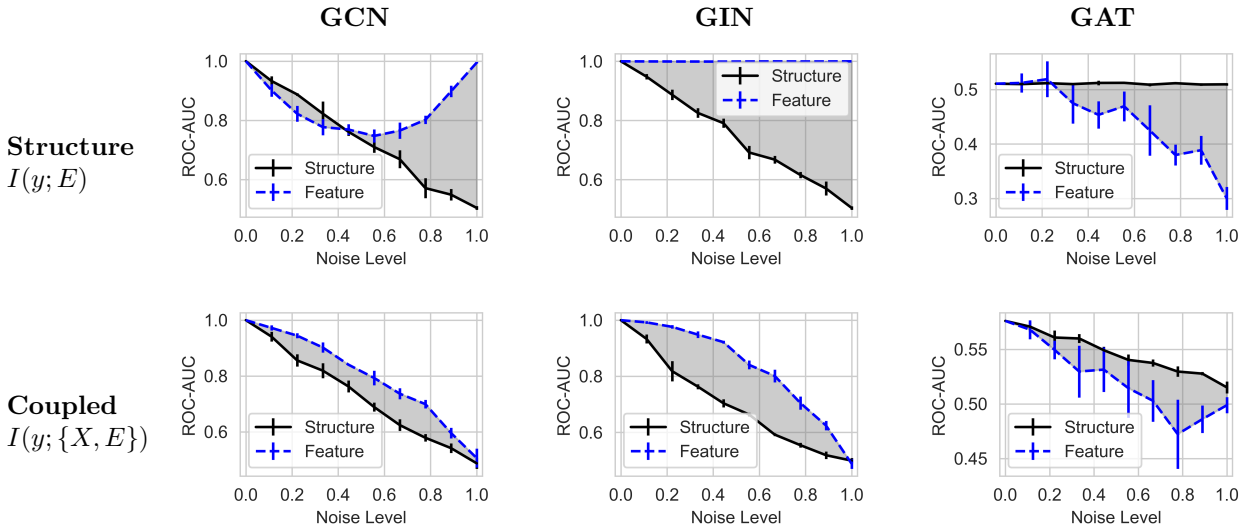 GCN
GIN
GAT
Structure
I(y; E)
ROC-AUC
1.0
0.8
0.6
Structure
Feature
0.0 0.2 0.4 0.6 0.8 1.0
Noise Level
ROC-AUC
1.0
0.8
0.6
Structure
Feature
0.0 0.2 0.4 0.6 0.8 1.0
Noise Level
ROC-AUC
0.5
0.4
0.3
Structure
Feature
0.0 0.2 0.4 0.6 0.8 1.0
Noise Level
Coupled
I(y; {X, E})
ROC-AUC
1.0
0.8
0.6
Structure
Feature
0.0 0.2 0.4 0.6 0.8 1.0
Noise Level
ROC-AUC
1.0
0.8
0.6
Structure
Feature
0.0 0.2 0.4 0.6 0.8 1.0
Noise Level
ROC-AUC
0.55
0.50
0.45
Structure
Feature
0.0 0.2 0.4 0.6 0.8 1.0
Noise Level